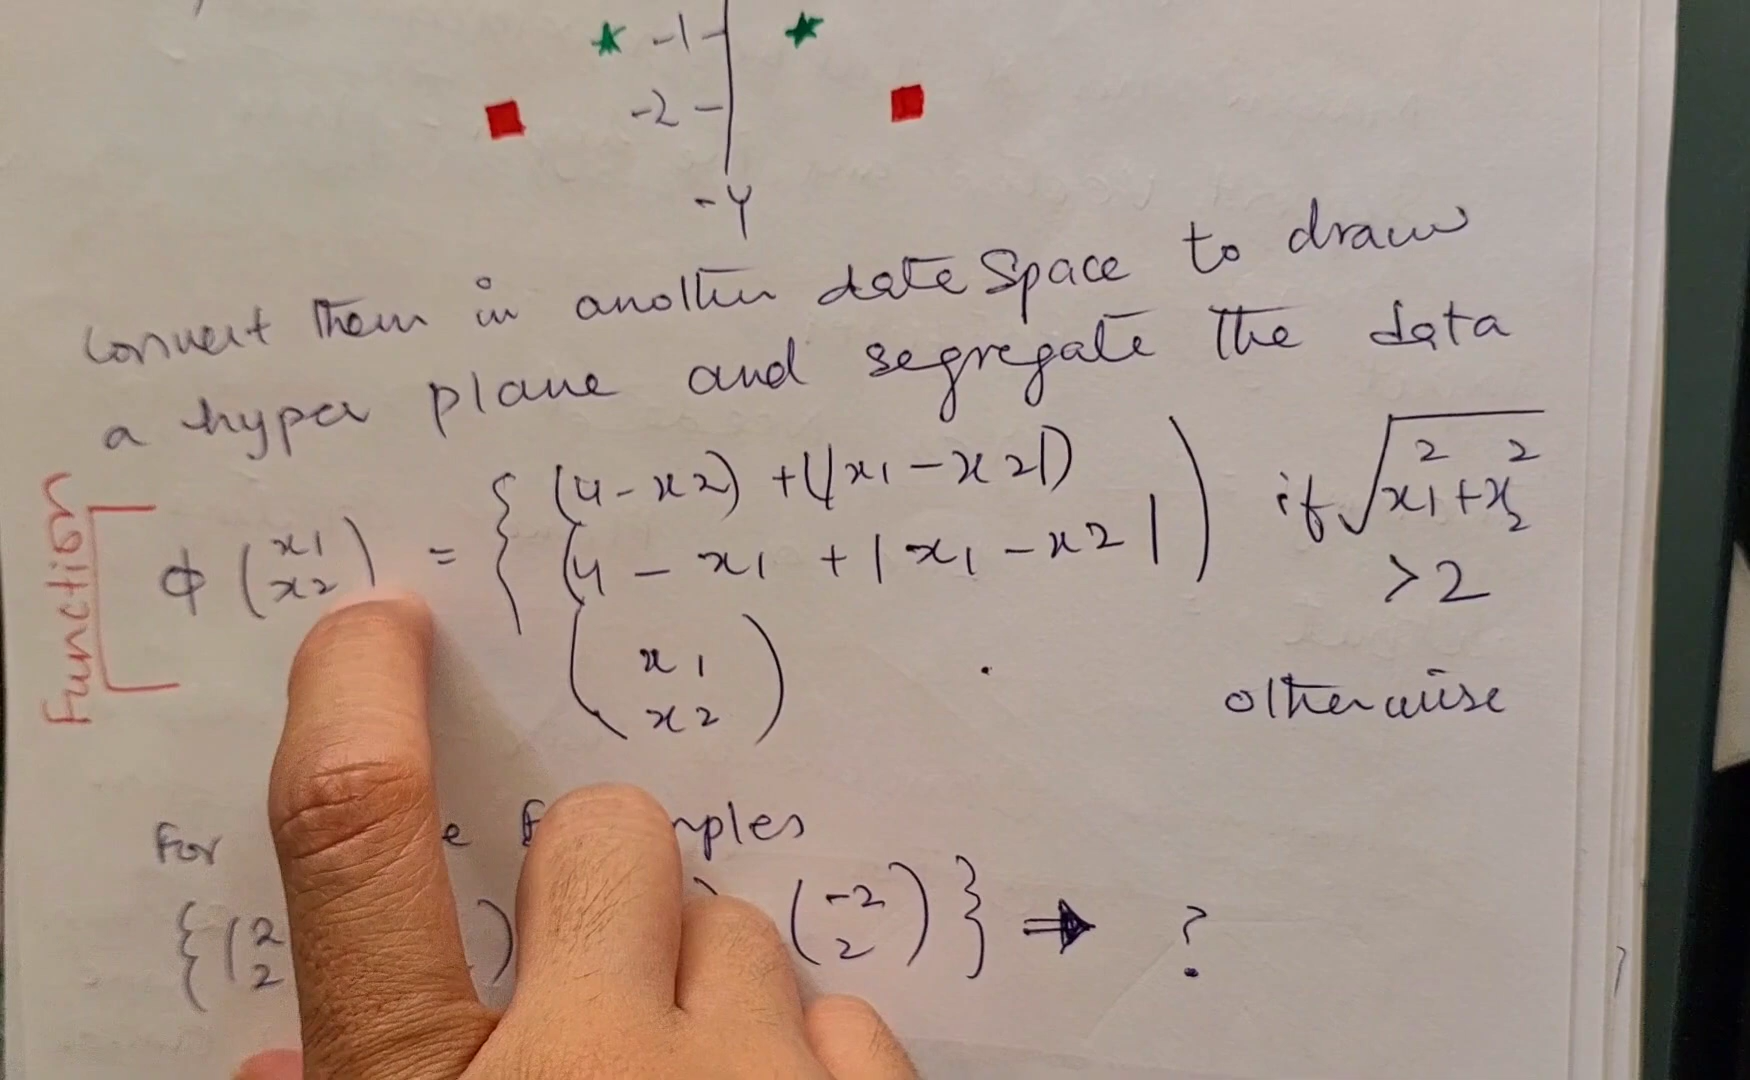 -1
-2
-Y
Convert them in another date Space to draw
a hyper plane and segregate the data
Function
ϕ (x1 x2) = { (4-x2) + (|x1-x2|)
(4 - x1 + |x1 - x2|) if √x1²+x2²
>2
(x1
x2) otherwise
For
{(2
2
(-2
2)} ⇒ ?